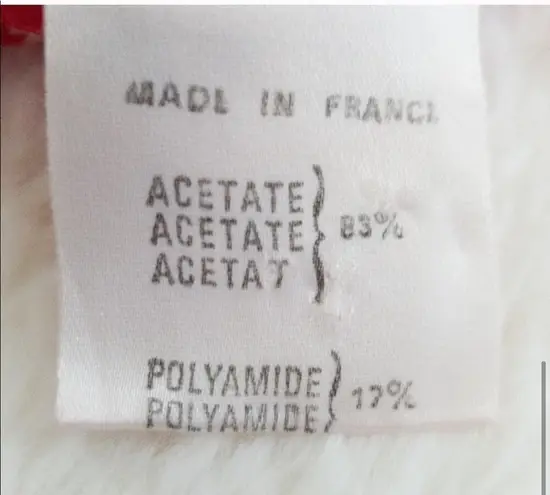 MADE IN FRANCE
ACETATE
ACETATE } 83%
ACETAT
POLYAMIDE } 17%
POLYAMIDE